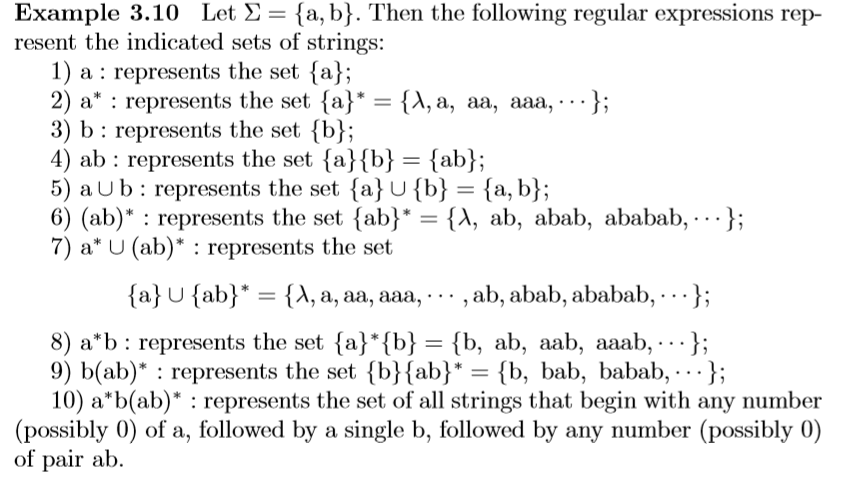 Example 3.10 Let Σ = {a, b}. Then the following regular expressions rep-
resent the indicated sets of strings:
1) a : represents the set {a};
2) a* : represents the set {a}* = {λ, a, aa, aaa, ⋯};
3) b : represents the set {b};
4) ab : represents the set {a}{b} = {ab};
5) a ∪ b : represents the set {a} ∪ {b} = {a, b};
6) (ab)* : represents the set {ab}* = {λ, ab, abab, ababab, ⋯};
7) a* ∪ (ab)* : represents the set
{a} ∪ {ab}* = {λ, a, aa, aaa, ⋯ , ab, abab, ababab, ⋯};
8) a*b : represents the set {a}*{b} = {b, ab, aab, aaab, ⋯};
9) b(ab)* : represents the set {b}{ab}* = {b, bab, babab, ⋯};
10) a*b(ab)* : represents the set of all strings that begin with any number
(possibly 0) of a, followed by a single b, followed by any number (possibly 0)
of pair ab.